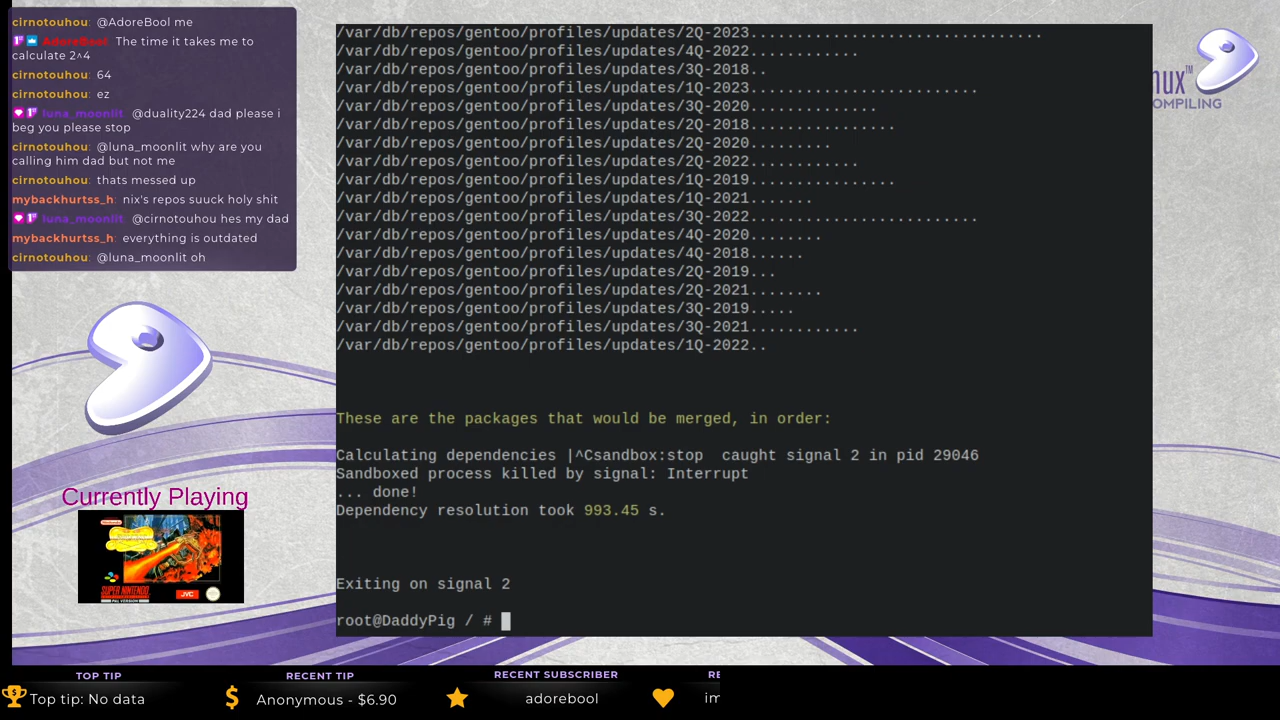 cirnotouhou: @AdoreBool me
AdoreBool The time it takes me to
calculate 2^4
cirnotouhou: 64
cirnotouhou: ez
luna_moonlit @duality224 dad please i
beg you please stop
cirnotouhou: @luna_moonlit why are you
calling him dad but not me
cirnotouhou: thats messed up
mybackhurtss_h: nix's repos suuck holy shit
luna_moonlit @cirnotouhou hes my dad
mybackhurtss_h: everything is outdated
cirnotouhou: @luna_moonlit oh
/var/db/repos/gentoo/profiles/updates/2Q-2023................................
/var/db/repos/gentoo/profiles/updates/4Q-2022............
/var/db/repos/gentoo/profiles/updates/3Q-2018..
/var/db/repos/gentoo/profiles/updates/1Q-2023.........................
/var/db/repos/gentoo/profiles/updates/3Q-2020..............
/var/db/repos/gentoo/profiles/updates/2Q-2018................
/var/db/repos/gentoo/profiles/updates/2Q-2020.........
/var/db/repos/gentoo/profiles/updates/2Q-2022............
/var/db/repos/gentoo/profiles/updates/1Q-2019................
/var/db/repos/gentoo/profiles/updates/1Q-2021.......
/var/db/repos/gentoo/profiles/updates/3Q-2022.........................
/var/db/repos/gentoo/profiles/updates/4Q-2020........
/var/db/repos/gentoo/profiles/updates/4Q-2018......
/var/db/repos/gentoo/profiles/updates/2Q-2019...
/var/db/repos/gentoo/profiles/updates/2Q-2021........
/var/db/repos/gentoo/profiles/updates/3Q-2019.....
/var/db/repos/gentoo/profiles/updates/3Q-2021............
/var/db/repos/gentoo/profiles/updates/1Q-2022..
These are the packages that would be merged, in order:
Calculating dependencies |^Csandbox:stop  caught signal 2 in pid 29046
Sandboxed process killed by signal: Interrupt
... done!
Dependency resolution took 993.45 s.
Exiting on signal 2
root@DaddyPig / #
nux™
OMPILING
Currently Playing
Nintendo
SUPER NINTENDO
PAL VERSION
JVC
TOP TIP
Top tip: No data
RECENT TIP
Anonymous - $6.90
RECENT SUBSCRIBER
adorebool
RE
im